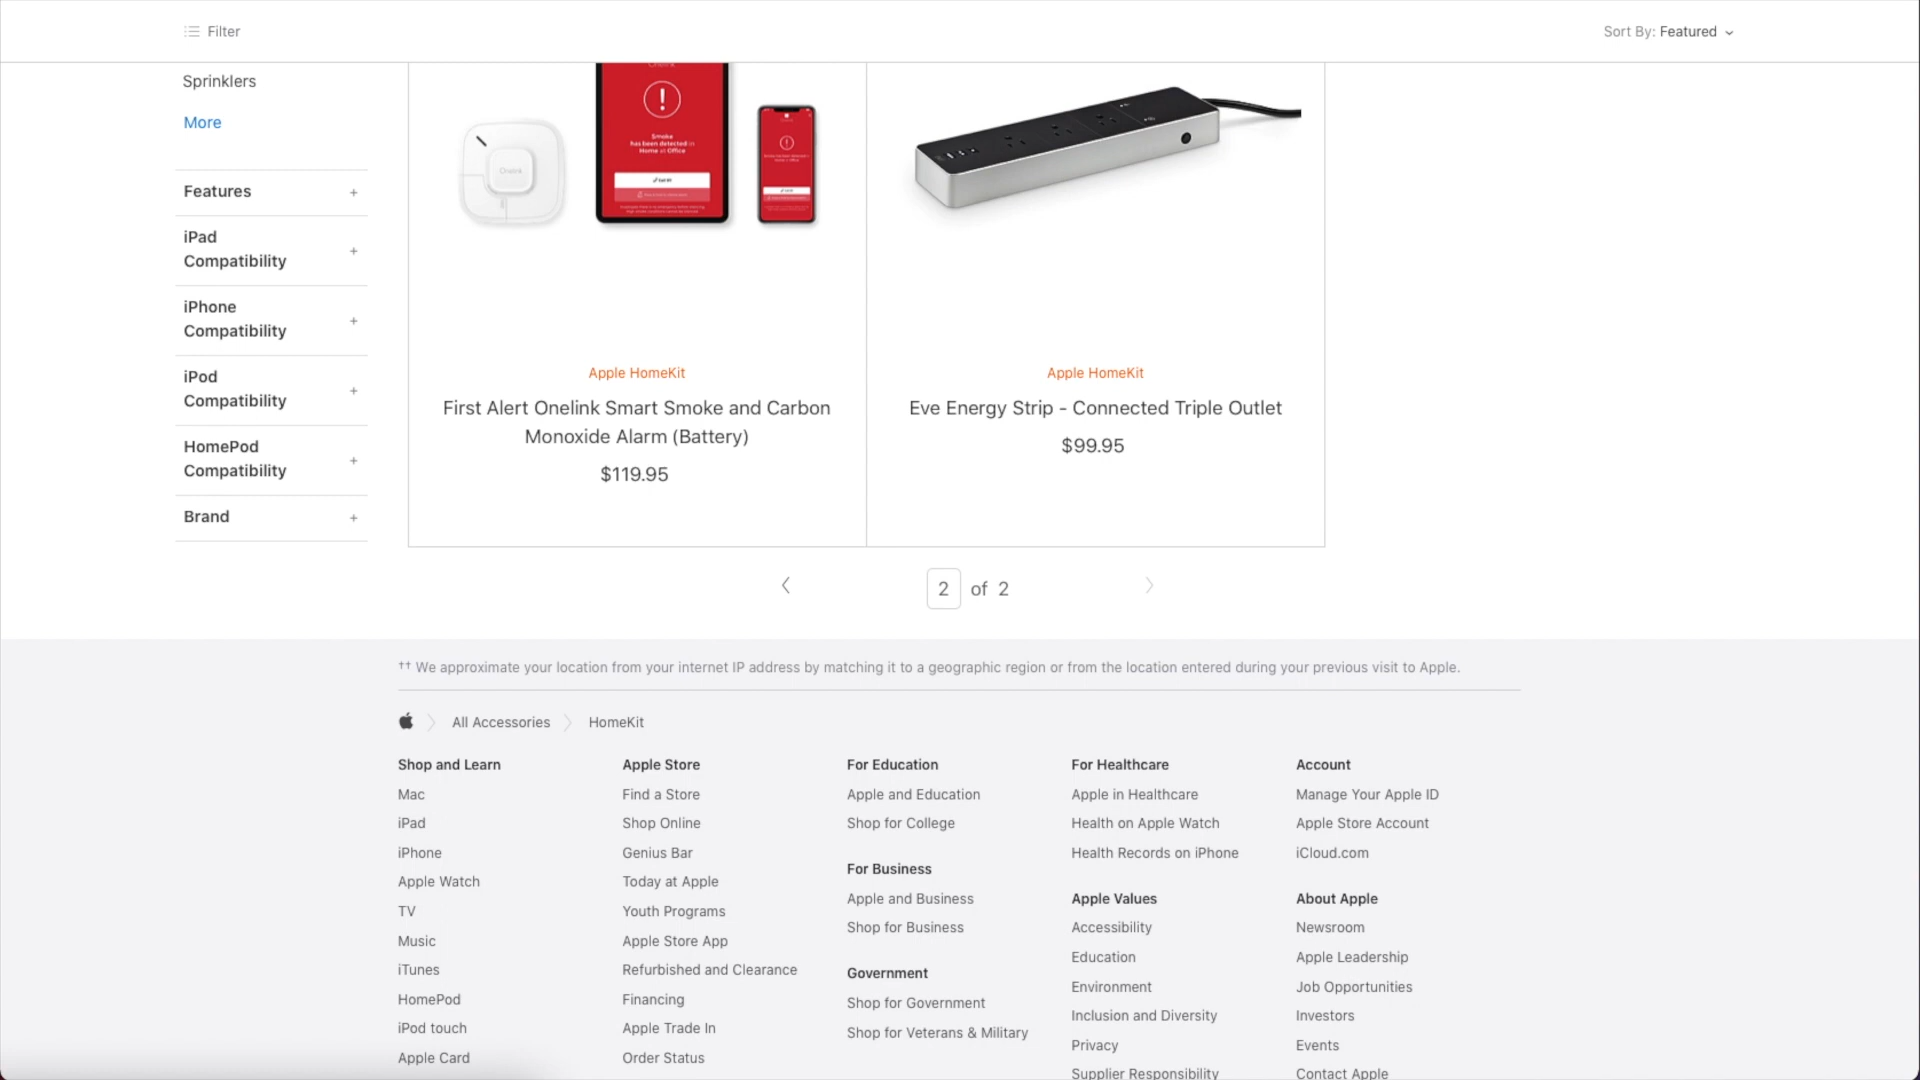 Filter
Sort By: Featured
Sprinklers
More
Features +
iPad
Compatibility +
iPhone
Compatibility +
iPod
Compatibility +
HomePod
Compatibility +
Brand +
Onelink
Smoke
has been detected in
Home at Office
Apple HomeKit
First Alert Onelink Smart Smoke and Carbon
Monoxide Alarm (Battery)
$119.95
Apple HomeKit
Eve Energy Strip - Connected Triple Outlet
$99.95
2 of 2
†† We approximate your location from your internet IP address by matching it to a geographic region or from the location entered during your previous visit to Apple.
All Accessories
HomeKit
Shop and Learn
Mac
iPad
iPhone
Apple Watch
TV
Music
iTunes
HomePod
iPod touch
Apple Card
Apple Store
Find a Store
Shop Online
Genius Bar
Today at Apple
Youth Programs
Apple Store App
Refurbished and Clearance
Financing
Apple Trade In
Order Status
For Education
Apple and Education
Shop for College
For Business
Apple and Business
Shop for Business
Government
Shop for Government
Shop for Veterans & Military
For Healthcare
Apple in Healthcare
Health on Apple Watch
Health Records on iPhone
Apple Values
Accessibility
Education
Environment
Inclusion and Diversity
Privacy
Supplier Responsibility
Account
Manage Your Apple ID
Apple Store Account
iCloud.com
About Apple
Newsroom
Apple Leadership
Job Opportunities
Investors
Events
Contact Apple